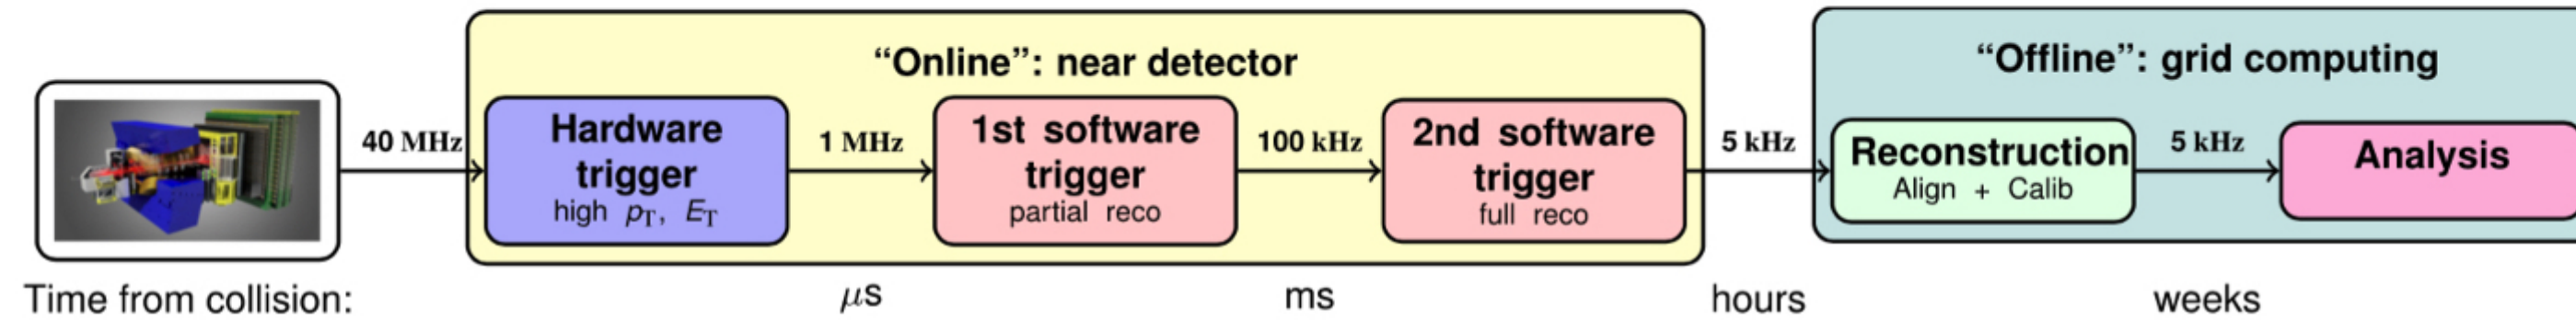 “Online”: near detector
“Offline”: grid computing
40 MHz
Hardware
trigger
high pT, ET
1 MHz
1st software
trigger
partial reco
100 kHz
2nd software
trigger
full reco
5 kHz
Reconstruction
Align + Calib
5 kHz
Analysis
Time from collision:
μs
ms
hours
weeks